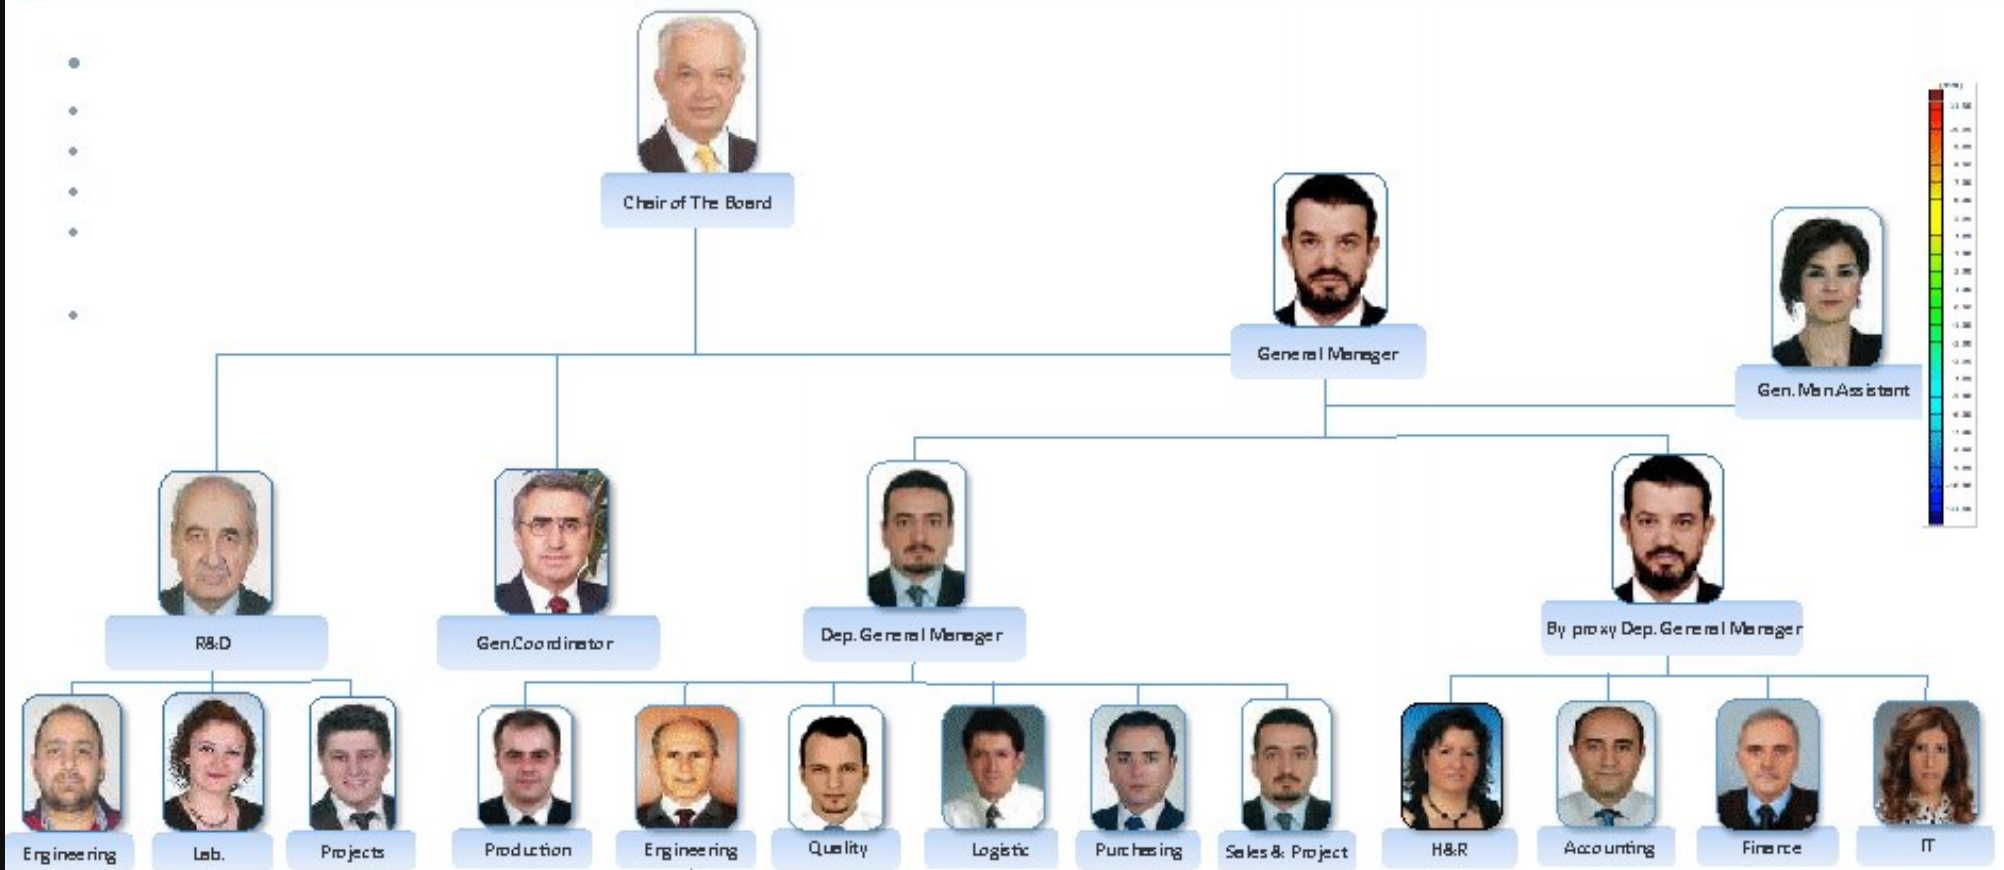 Chair of The Board
General Manager
Gen.Man.Assistant
R&D
Gen.Coordinator
Dep. General Manager
By proxy Dep. General Manager
Engineering
Lab.
Projects
Production
Engineering
Quality
Logistic
Purchasing
Sales & Project
H&R
Accounting
Finance
IT